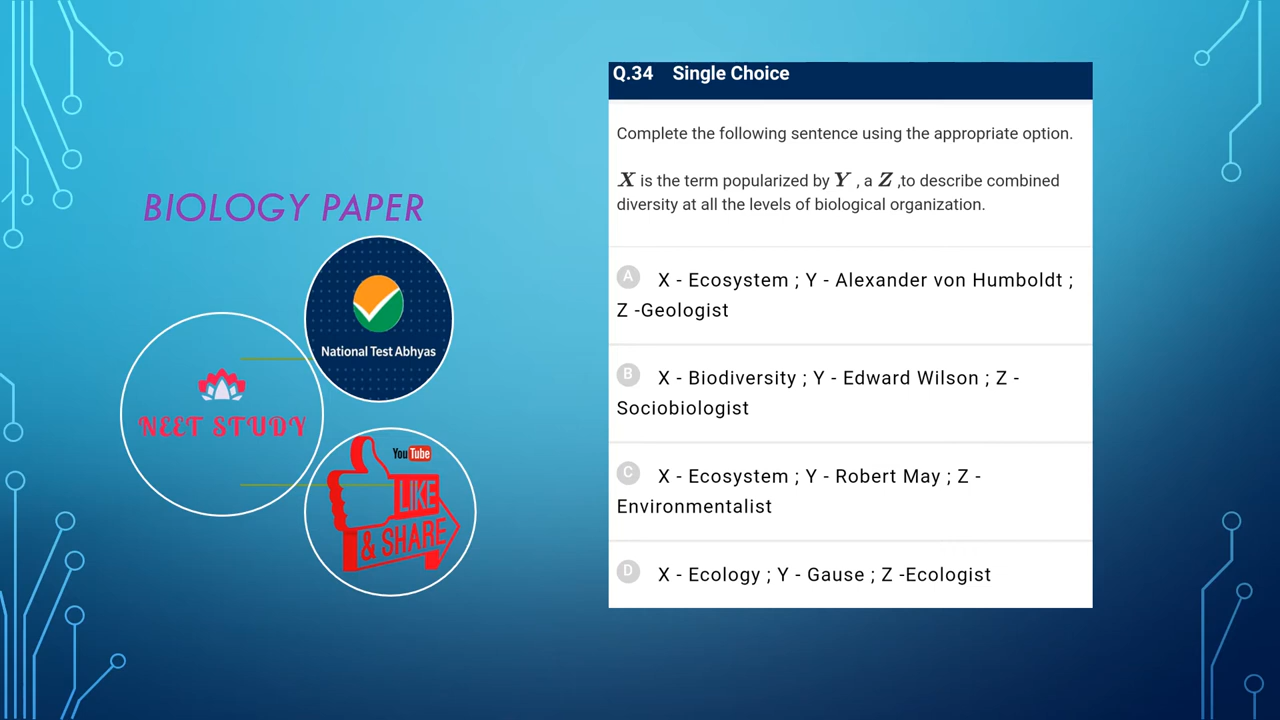 BIOLOGY PAPER
National Test Abhyas
NEET STUDY
YouTube
LIKE
& SHARE
Q.34 Single Choice
Complete the following sentence using the appropriate option.
X is the term popularized by Y , a Z ,to describe combined
diversity at all the levels of biological organization.
A X - Ecosystem ; Y - Alexander von Humboldt ;
Z -Geologist
B X - Biodiversity ; Y - Edward Wilson ; Z -
Sociobiologist
C X - Ecosystem ; Y - Robert May ; Z -
Environmentalist
D X - Ecology ; Y - Gause ; Z -Ecologist